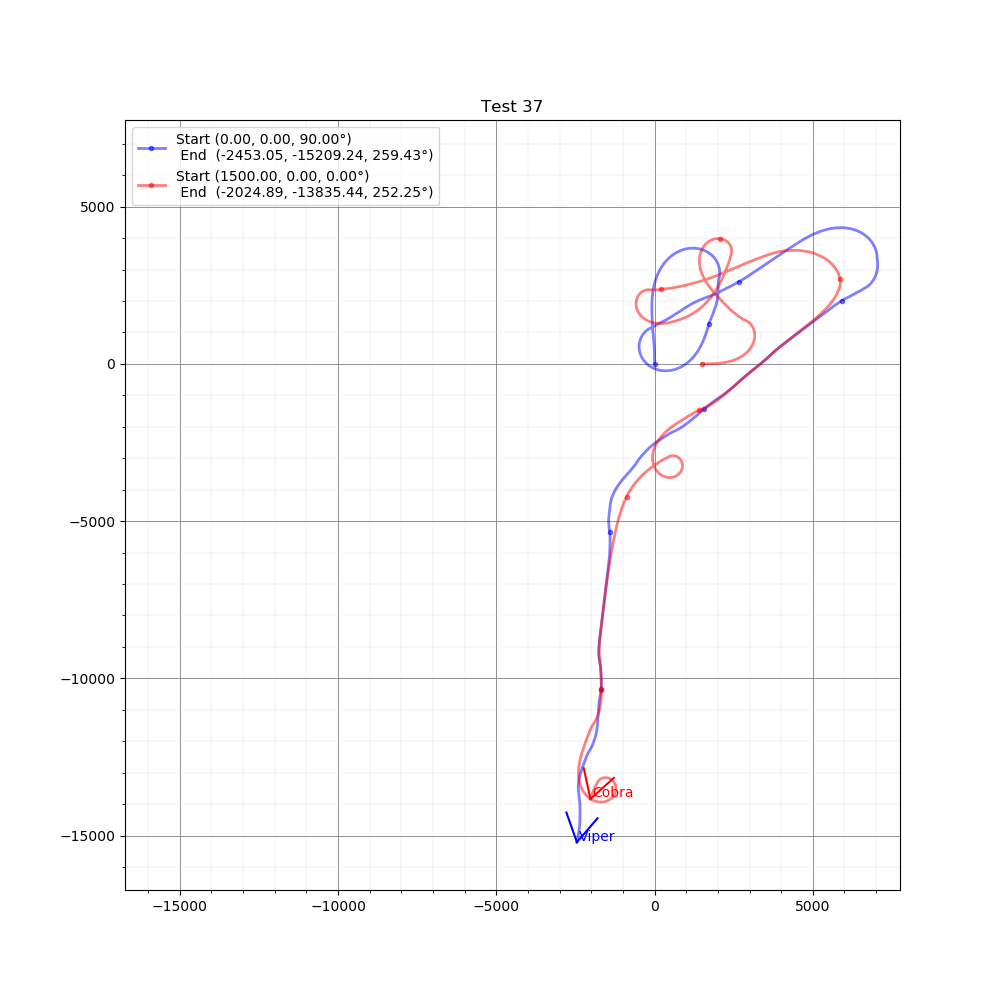 Test 37
Start (0.00, 0.00, 90.00°)
End (-2453.05, -15209.24, 259.43°)
Start (1500.00, 0.00, 0.00°)
End (-2024.89, -13835.44, 252.25°)
5000
0
−5000
−10000
−15000
Cobra
Viper
−15000 −10000 −5000 0 5000